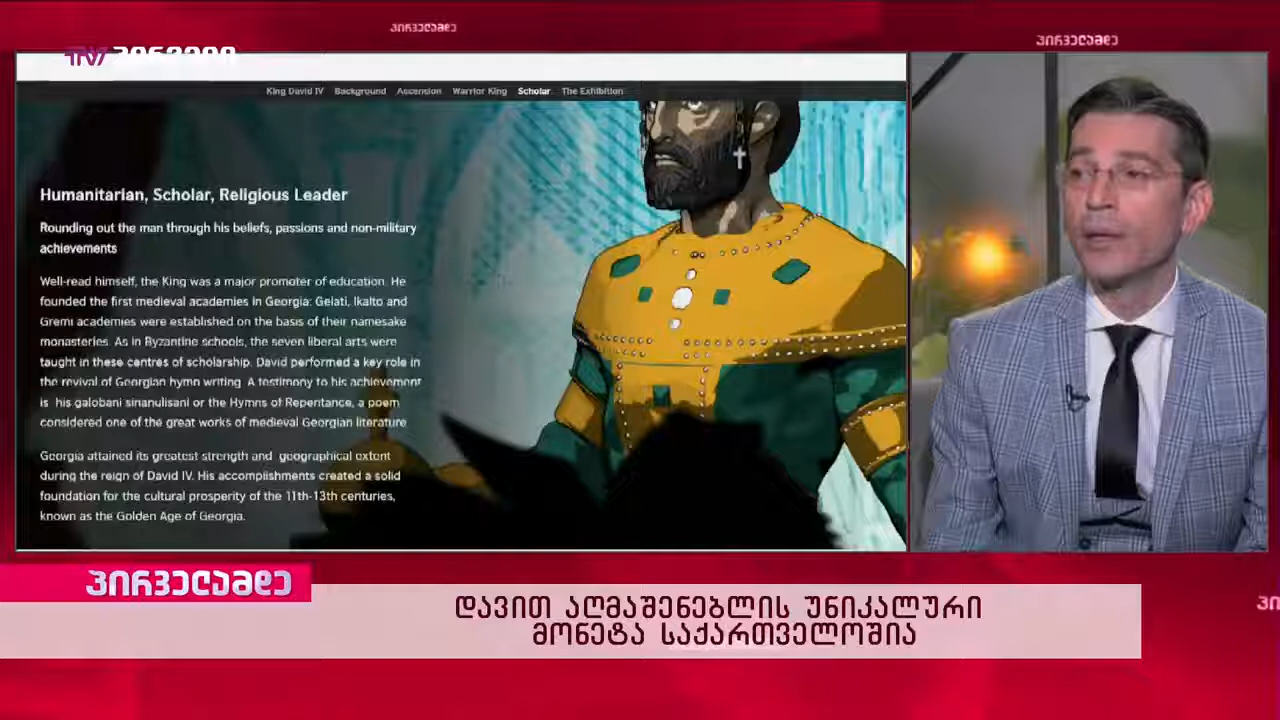 პირველამდე
პირველამდე
TV
King David IV Background Ascension Warrior King Scholar The Exhibition
Humanitarian, Scholar, Religious Leader
Rounding out the man through his beliefs, passions and non-military
achievements
Well-read himself, the King was a major promoter of education. He
founded the first medieval academies in Georgia: Gelati, Ikalto and
Gremi academies were established on the basis of their namesake
monasteries. As in Byzantine schools, the seven liberal arts were
taught in these centres of scholarship. David performed a key role in
the revival of Georgian hymn writing. A testimony to his achievement
is his galobani sinanulisani or the Hymns of Repentance, a poem
considered one of the great works of medieval Georgian literature
Georgia attained its greatest strength and geographical extent
during the reign of David IV. His accomplishments created a solid
foundation for the cultural prosperity of the 11th-13th centuries,
known as the Golden Age of Georgia.
პირველამდე
დავით აღმაშენებლის უნიკალური
მონეტა საქართველოშია
პი